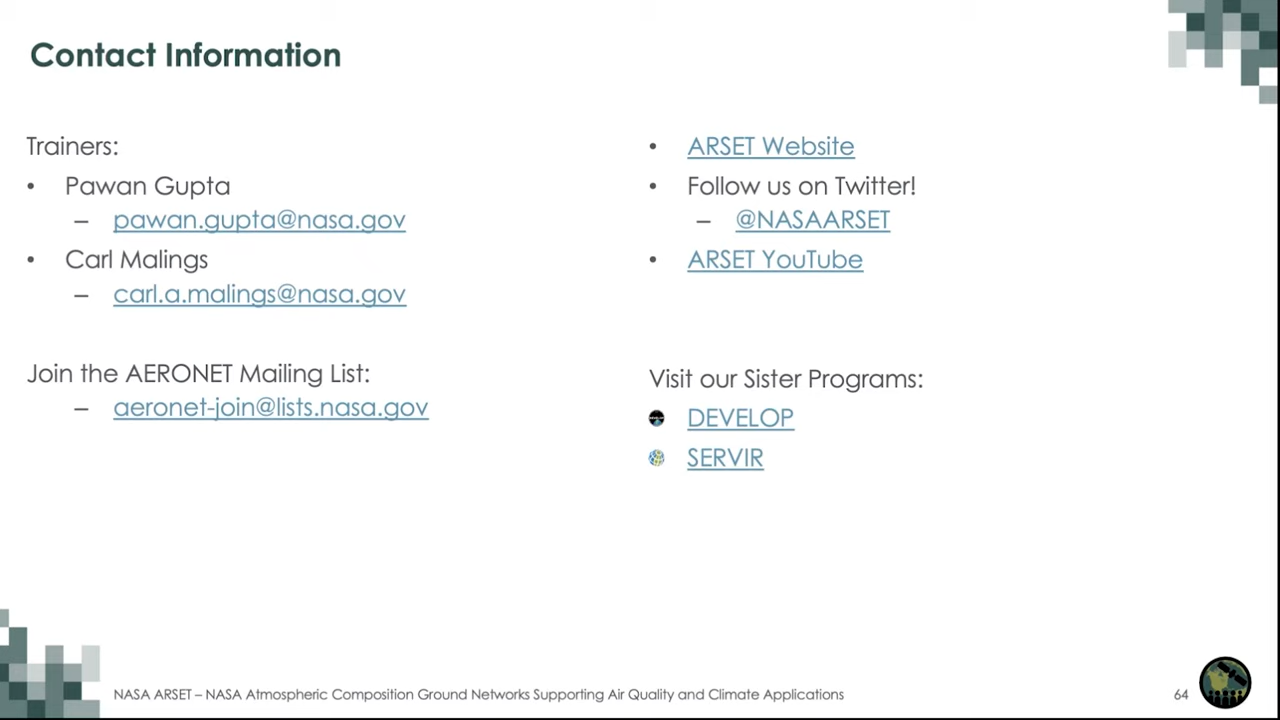 Contact Information
Trainers:
• Pawan Gupta
– pawan.gupta@nasa.gov
• Carl Malings
– carl.a.malings@nasa.gov
Join the AERONET Mailing List:
– aeronet-join@lists.nasa.gov
• ARSET Website
• Follow us on Twitter!
– @NASAARSET
• ARSET YouTube
Visit our Sister Programs:
DEVELOP
SERVIR
NASA ARSET – NASA Atmospheric Composition Ground Networks Supporting Air Quality and Climate Applications
64